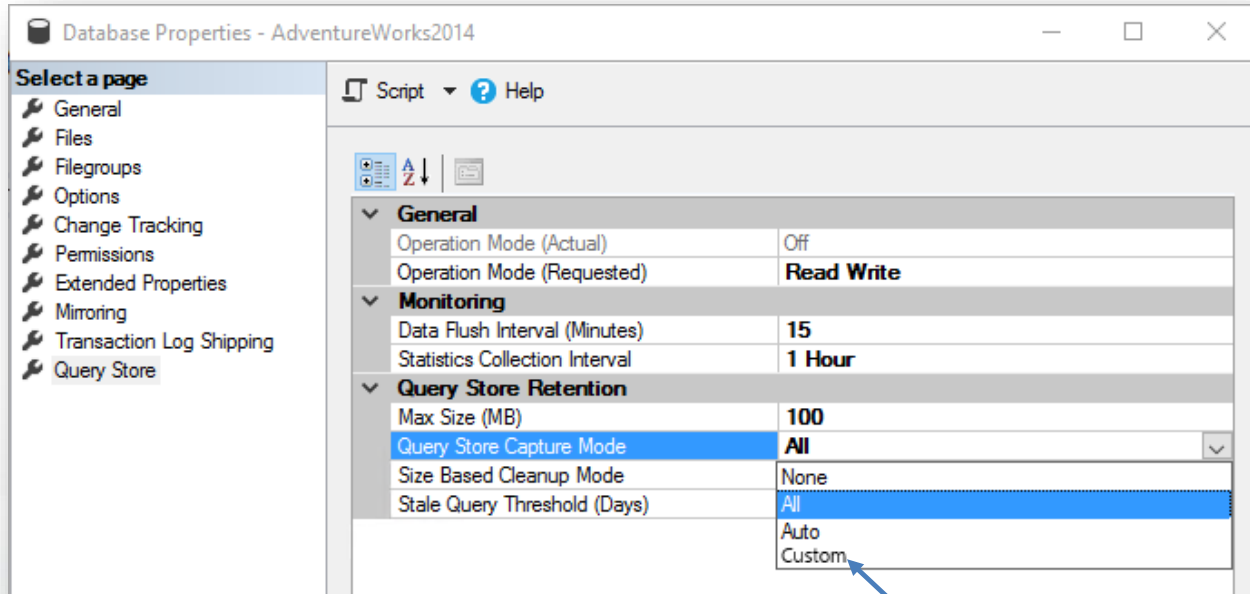 Database Properties - AdventureWorks2014
Select a page
General
Files
Filegroups
Options
Change Tracking
Permissions
Extended Properties
Mirroring
Transaction Log Shipping
Query Store
Script Help
A
Z
General
Operation Mode (Actual) Off
Operation Mode (Requested) Read Write
Monitoring
Data Flush Interval (Minutes) 15
Statistics Collection Interval 1 Hour
Query Store Retention
Max Size (MB) 100
Query Store Capture Mode All
Size Based Cleanup Mode
Stale Query Threshold (Days)
None
All
Auto
Custom